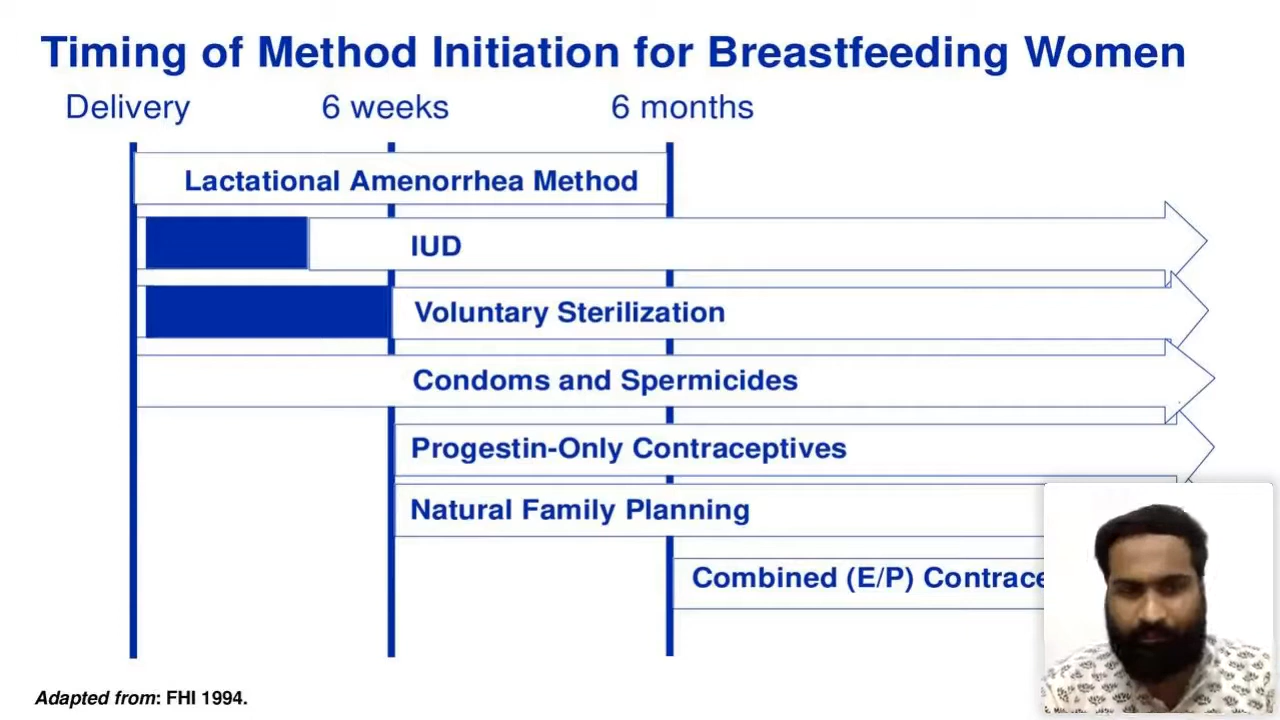 Timing of Method Initiation for Breastfeeding Women
Delivery 6 weeks 6 months
Lactational Amenorrhea Method
IUD
Voluntary Sterilization
Condoms and Spermicides
Progestin-Only Contraceptives
Natural Family Planning
Combined (E/P)
Adapted from: FHI 1994.